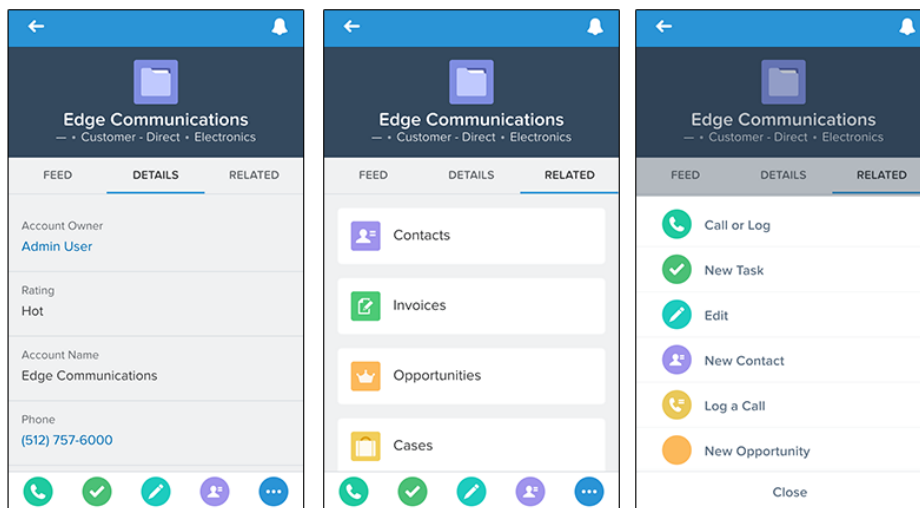 Edge Communications
— • Customer - Direct • Electronics
FEED DETAILS RELATED
Account Owner
Admin User
Rating
Hot
Account Name
Edge Communications
Phone
(512) 757-6000
Edge Communications
— • Customer - Direct • Electronics
FEED DETAILS RELATED
Contacts
Invoices
Opportunities
Cases
Edge Communications
— • Customer - Direct • Electronics
FEED DETAILS RELATED
Call or Log
New Task
Edit
New Contact
Log a Call
New Opportunity
Close